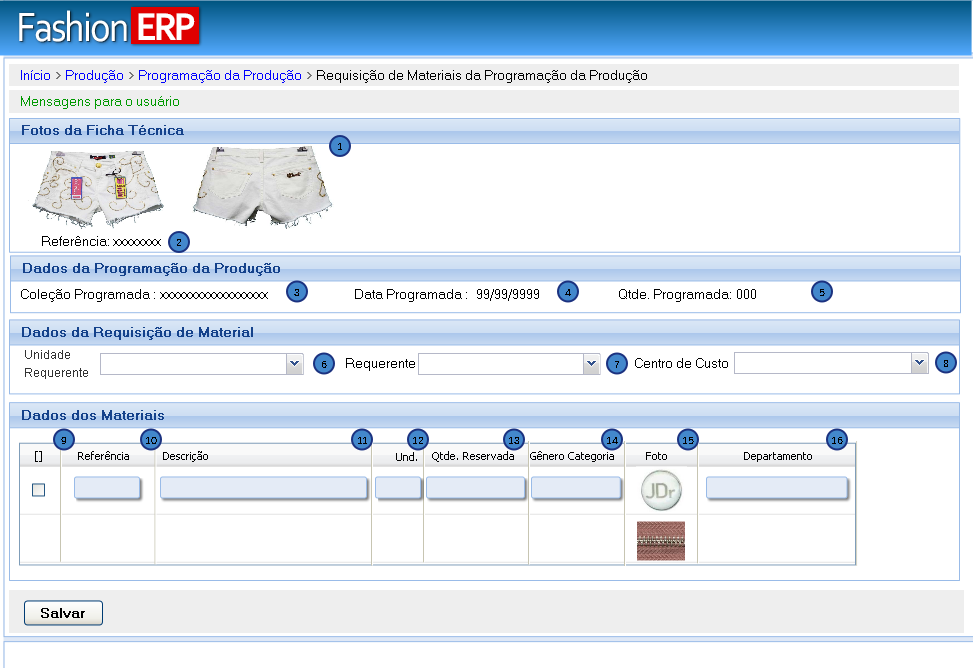 Fashion ERP
Início > Produção > Programação da Produção > Requisição de Materiais da Programação da Produção
Mensagens para o usuário
Fotos da Ficha Técnica
1
Referência: xxxxxxxx 2
Dados da Programação da Produção
Coleção Programada : xxxxxxxxxxxxxxxxxx 3 Data Programada : 99/99/9999 4 Qtde. Programada: 000 5
Dados da Requisição de Material
Unidade
Requerente 6 Requerente 7 Centro de Custo 8
Dados dos Materiais
9 10 11 12 13 14 15 16
[] Referência Descrição Und. Qtde. Reservada Gênero Categoria Foto Departamento
JDr
Salvar